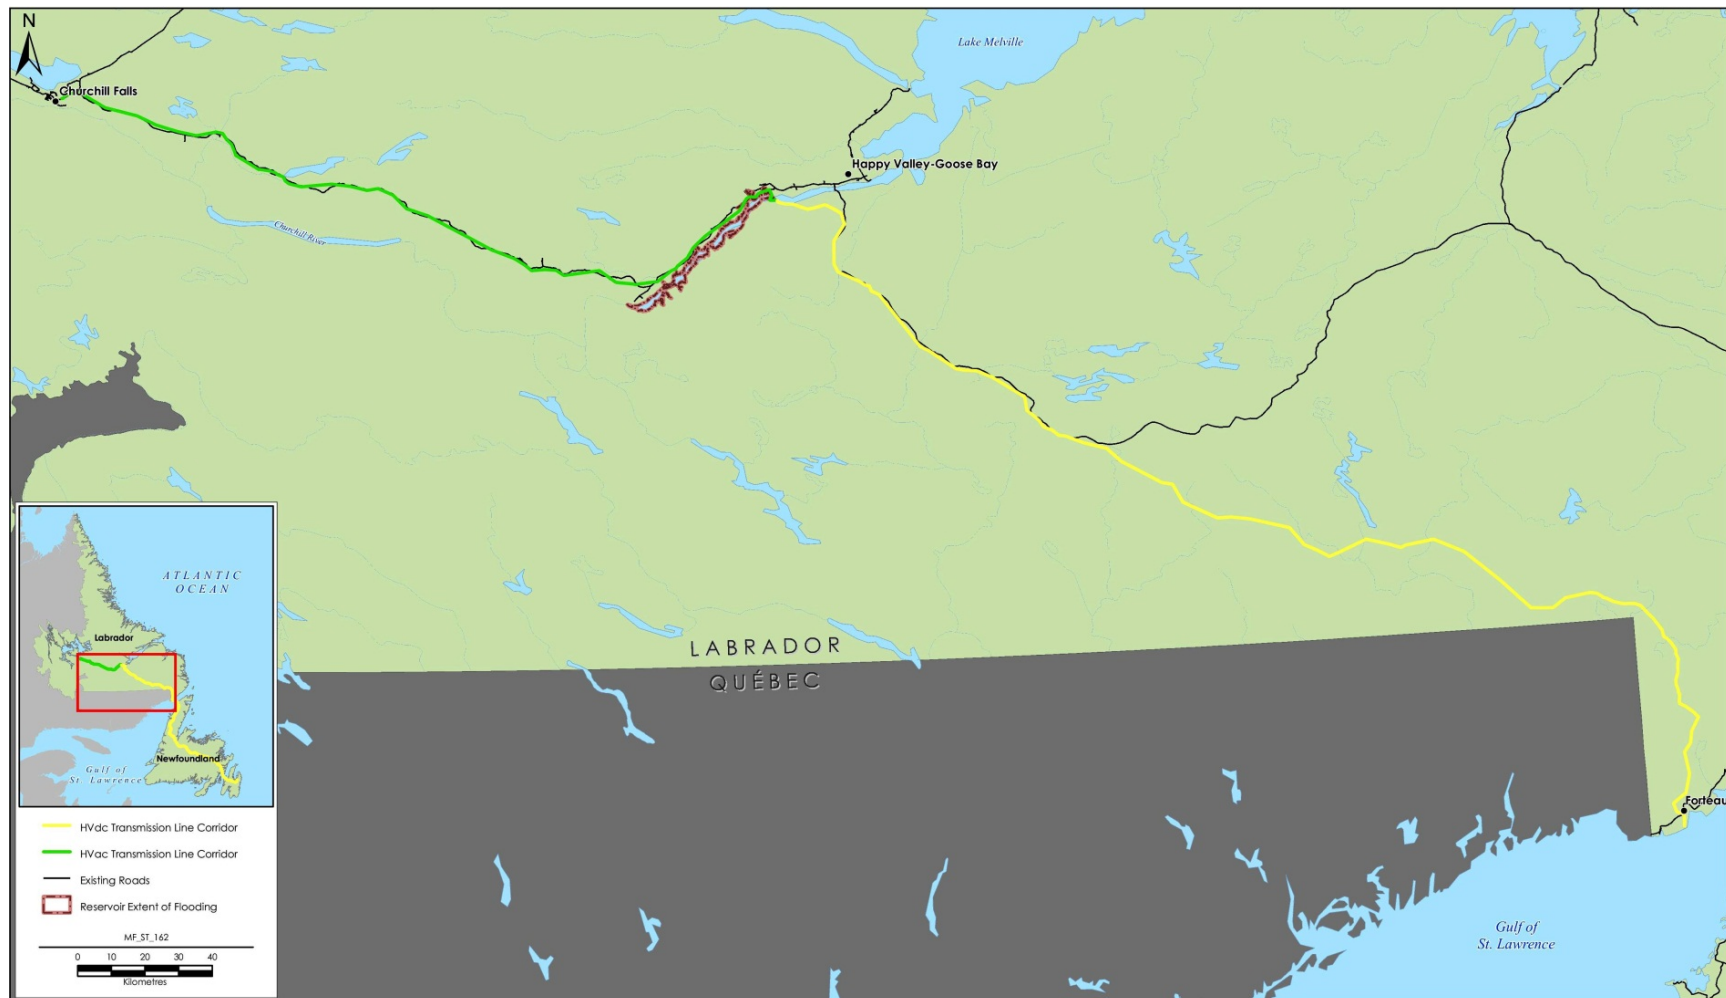 N
Lake Melville
Churchill Falls
Happy Valley-Goose Bay
Churchill River
LABRADOR
QUÉBEC
Forteau
Gulf of
St. Lawrence
ATLANTIC
OCEAN
Labrador
Newfoundland
Gulf of
St. Lawrence
HVdc Transmission Line Corridor
HVac Transmission Line Corridor
Existing Roads
Reservoir Extent of Flooding
MF_ST_162
0 10 20 30 40
Kilometres